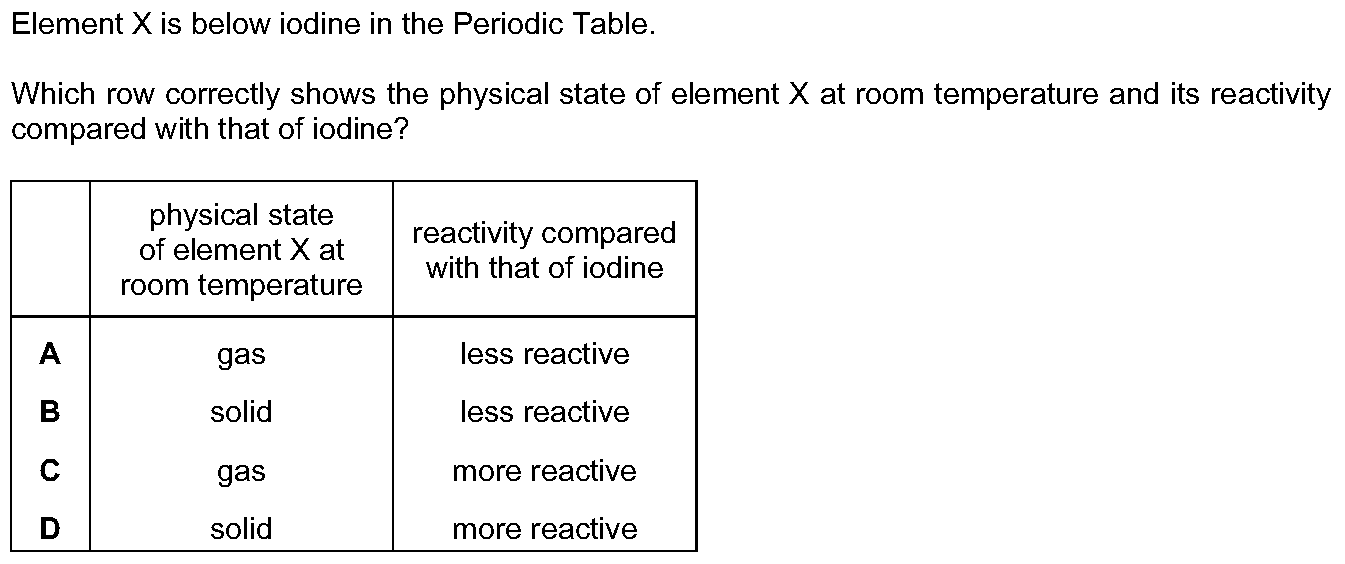 Element X is below iodine in the Periodic Table.
Which row correctly shows the physical state of element X at room temperature and its reactivity
compared with that of iodine?
physical state
of element X at
room temperature
reactivity compared
with that of iodine
A gas less reactive
B solid less reactive
C gas more reactive
D solid more reactive